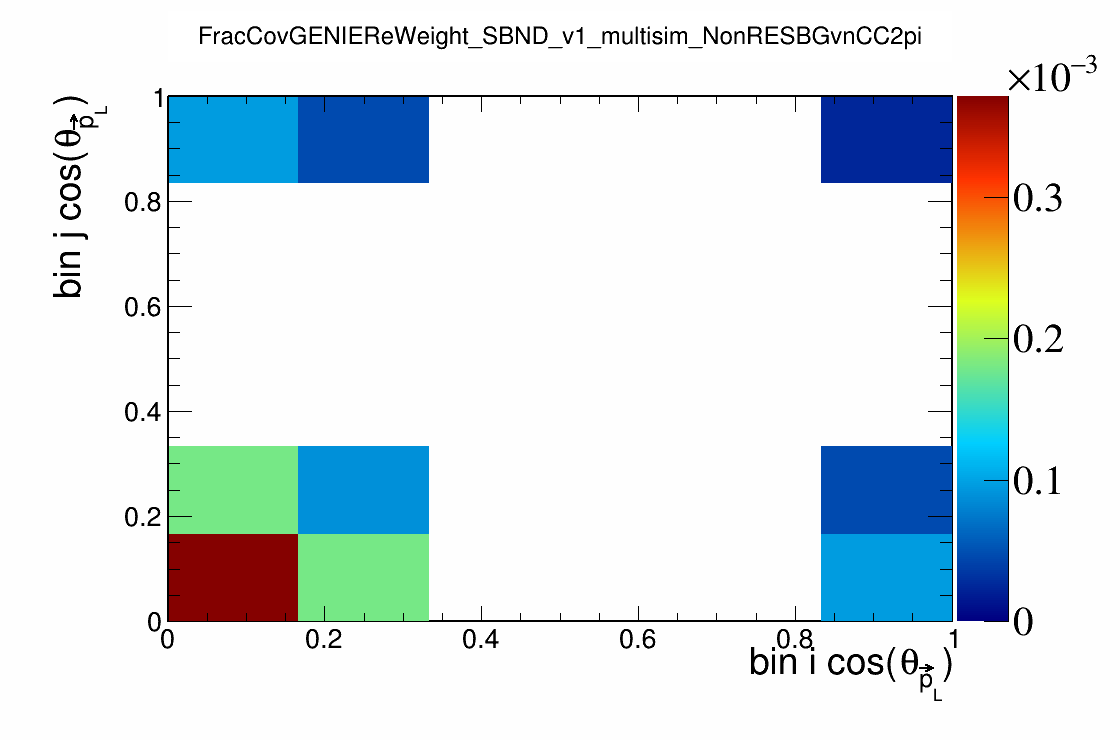 FracCovGENIEReWeight_SBND_v1_multisim_NonRESBGvnCC2pi
×10⁻³
bin j cos(θ_p⃗_L)
1
0.8
0.6
0.4
0.2
0
0 0.2 0.4 0.6 0.8 1
bin i cos(θ_p⃗_L)
0.3
0.2
0.1
0